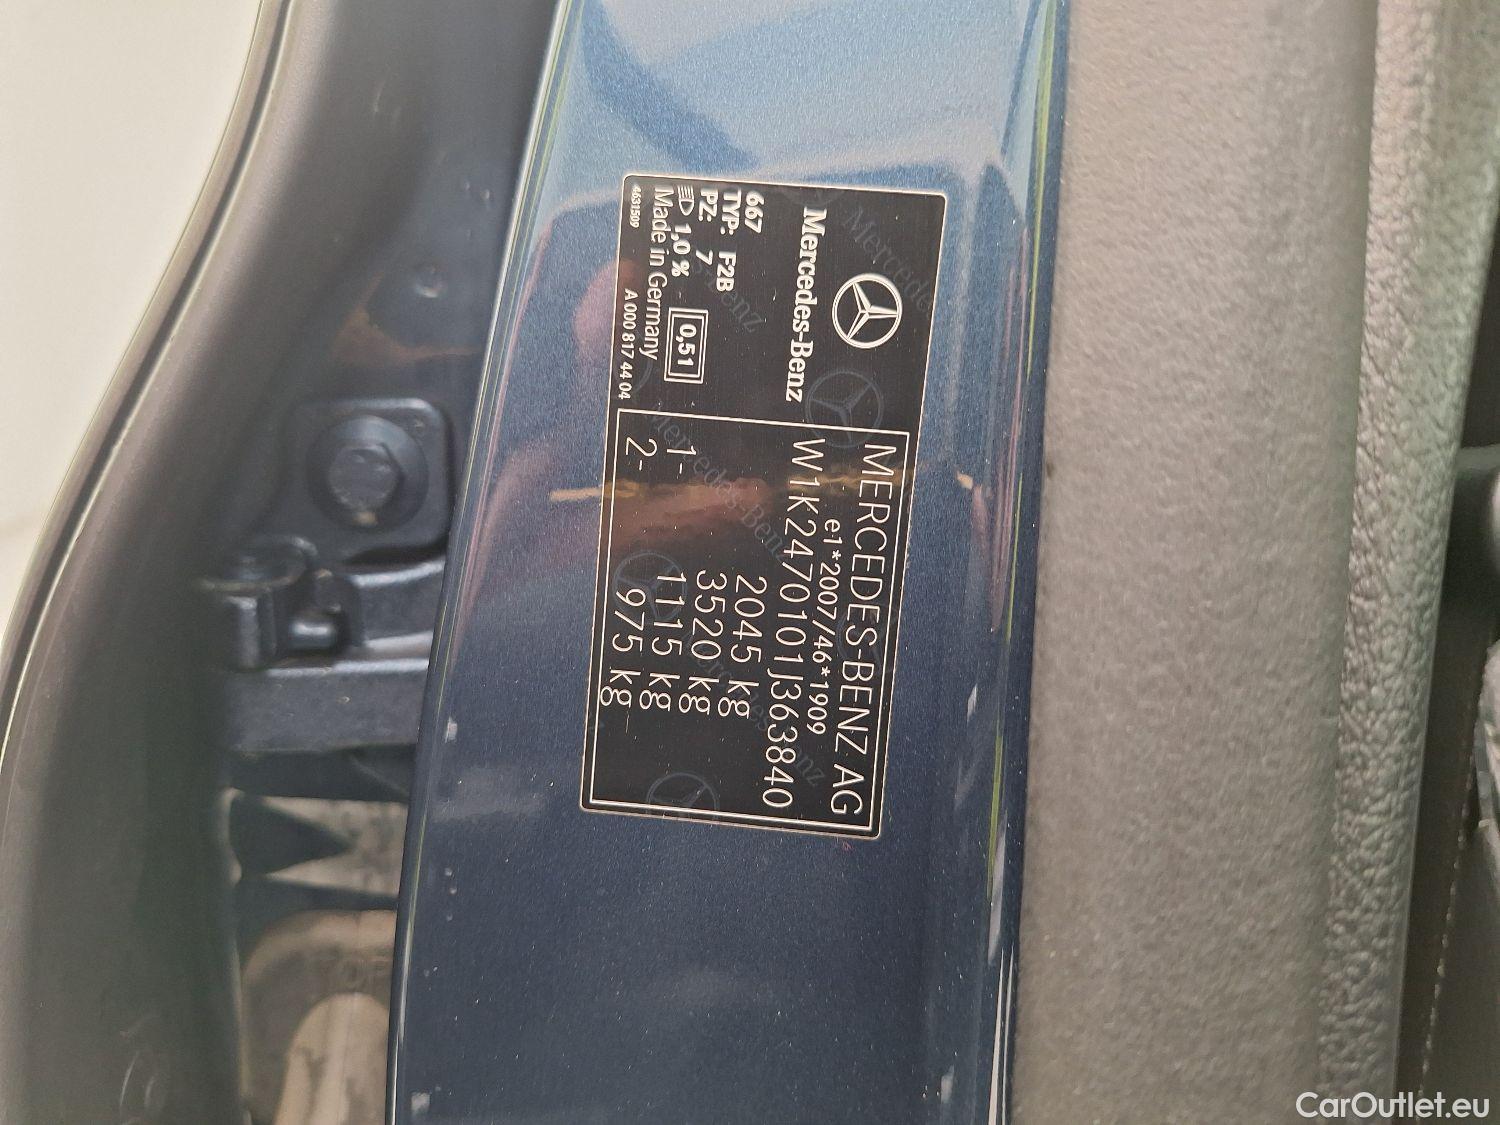 Mercedes-Benz
667
TYP: F2B
PZ: 7
1,0 %
0,51
Made in Germany
4631509
A 000 817 44 04
MERCEDES-BENZ AG
e1*2007/46*1909
W1K2470101J363840
2045 kg
3520 kg
1- 1115 kg
2- 975 kg
CarOutlet.eu